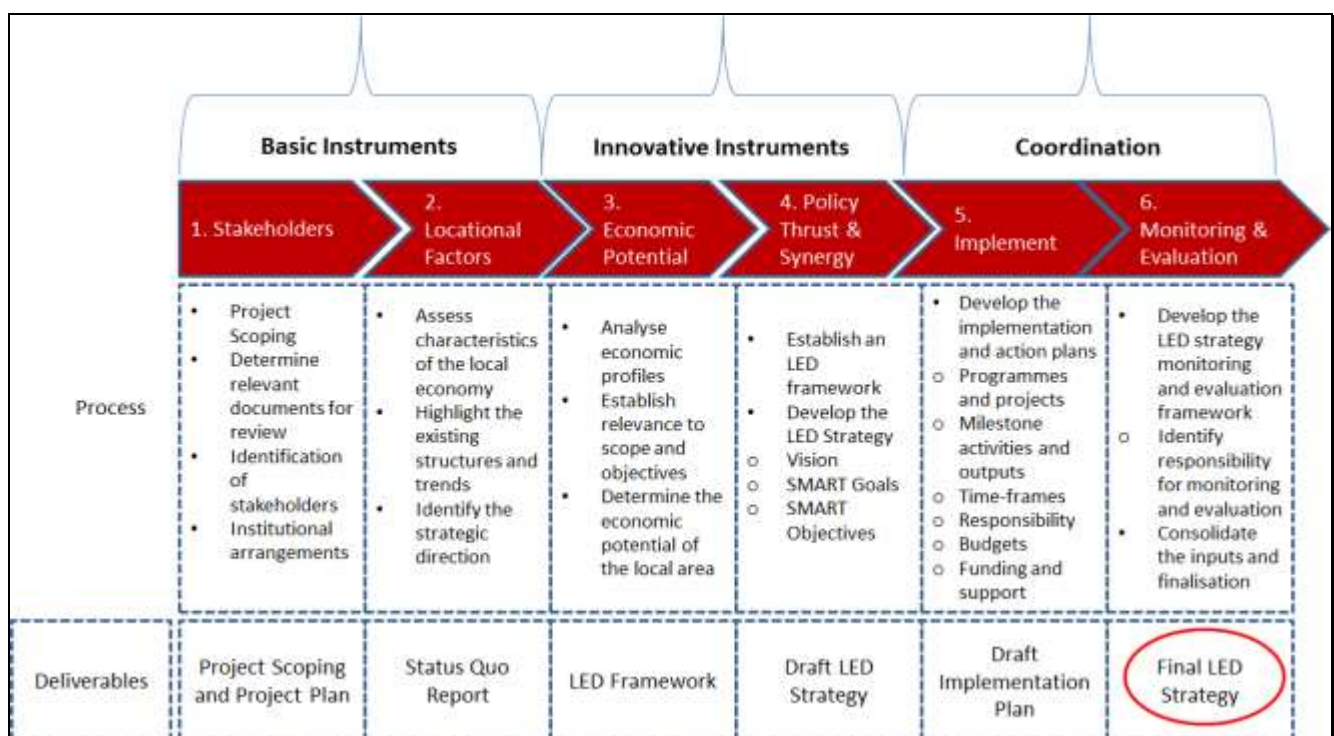 Basic Instruments
Innovative Instruments
Coordination
1. Stakeholders
2.
Locational
Factors
3.
Economic
Potential
4. Policy
Thrust &
Synergy
5.
Implement
6.
Monitoring &
Evaluation
Process
• Project
Scoping
• Determine
relevant
documents for
review
• Identification
of
stakeholders
• Institutional
arrangements
• Assess
characteristics
of the local
economy
• Highlight the
existing
structures and
trends
• Identify the
strategic
direction
• Analyse
economic
profiles
• Establish
relevance to
scope and
objectives
• Determine the
economic
potential of
the local area
• Establish an
LED
framework
• Develop the
LED Strategy
o Vision
o SMART Goals
o SMART
Objectives
• Develop the
implementation
and action plans
o Programmes
and projects
o Milestone
activities and
outputs
o Time-frames
o Responsibility
o Budgets
o Funding and
support
• Develop the
LED strategy
monitoring
and evaluation
framework
o Identify
responsibility
for monitoring
and evaluation
• Consolidate
the inputs and
finalisation
Deliverables
Project Scoping
and Project Plan
Status Quo
Report
LED Framework
Draft LED
Strategy
Draft
Implementation
Plan
Final LED
Strategy